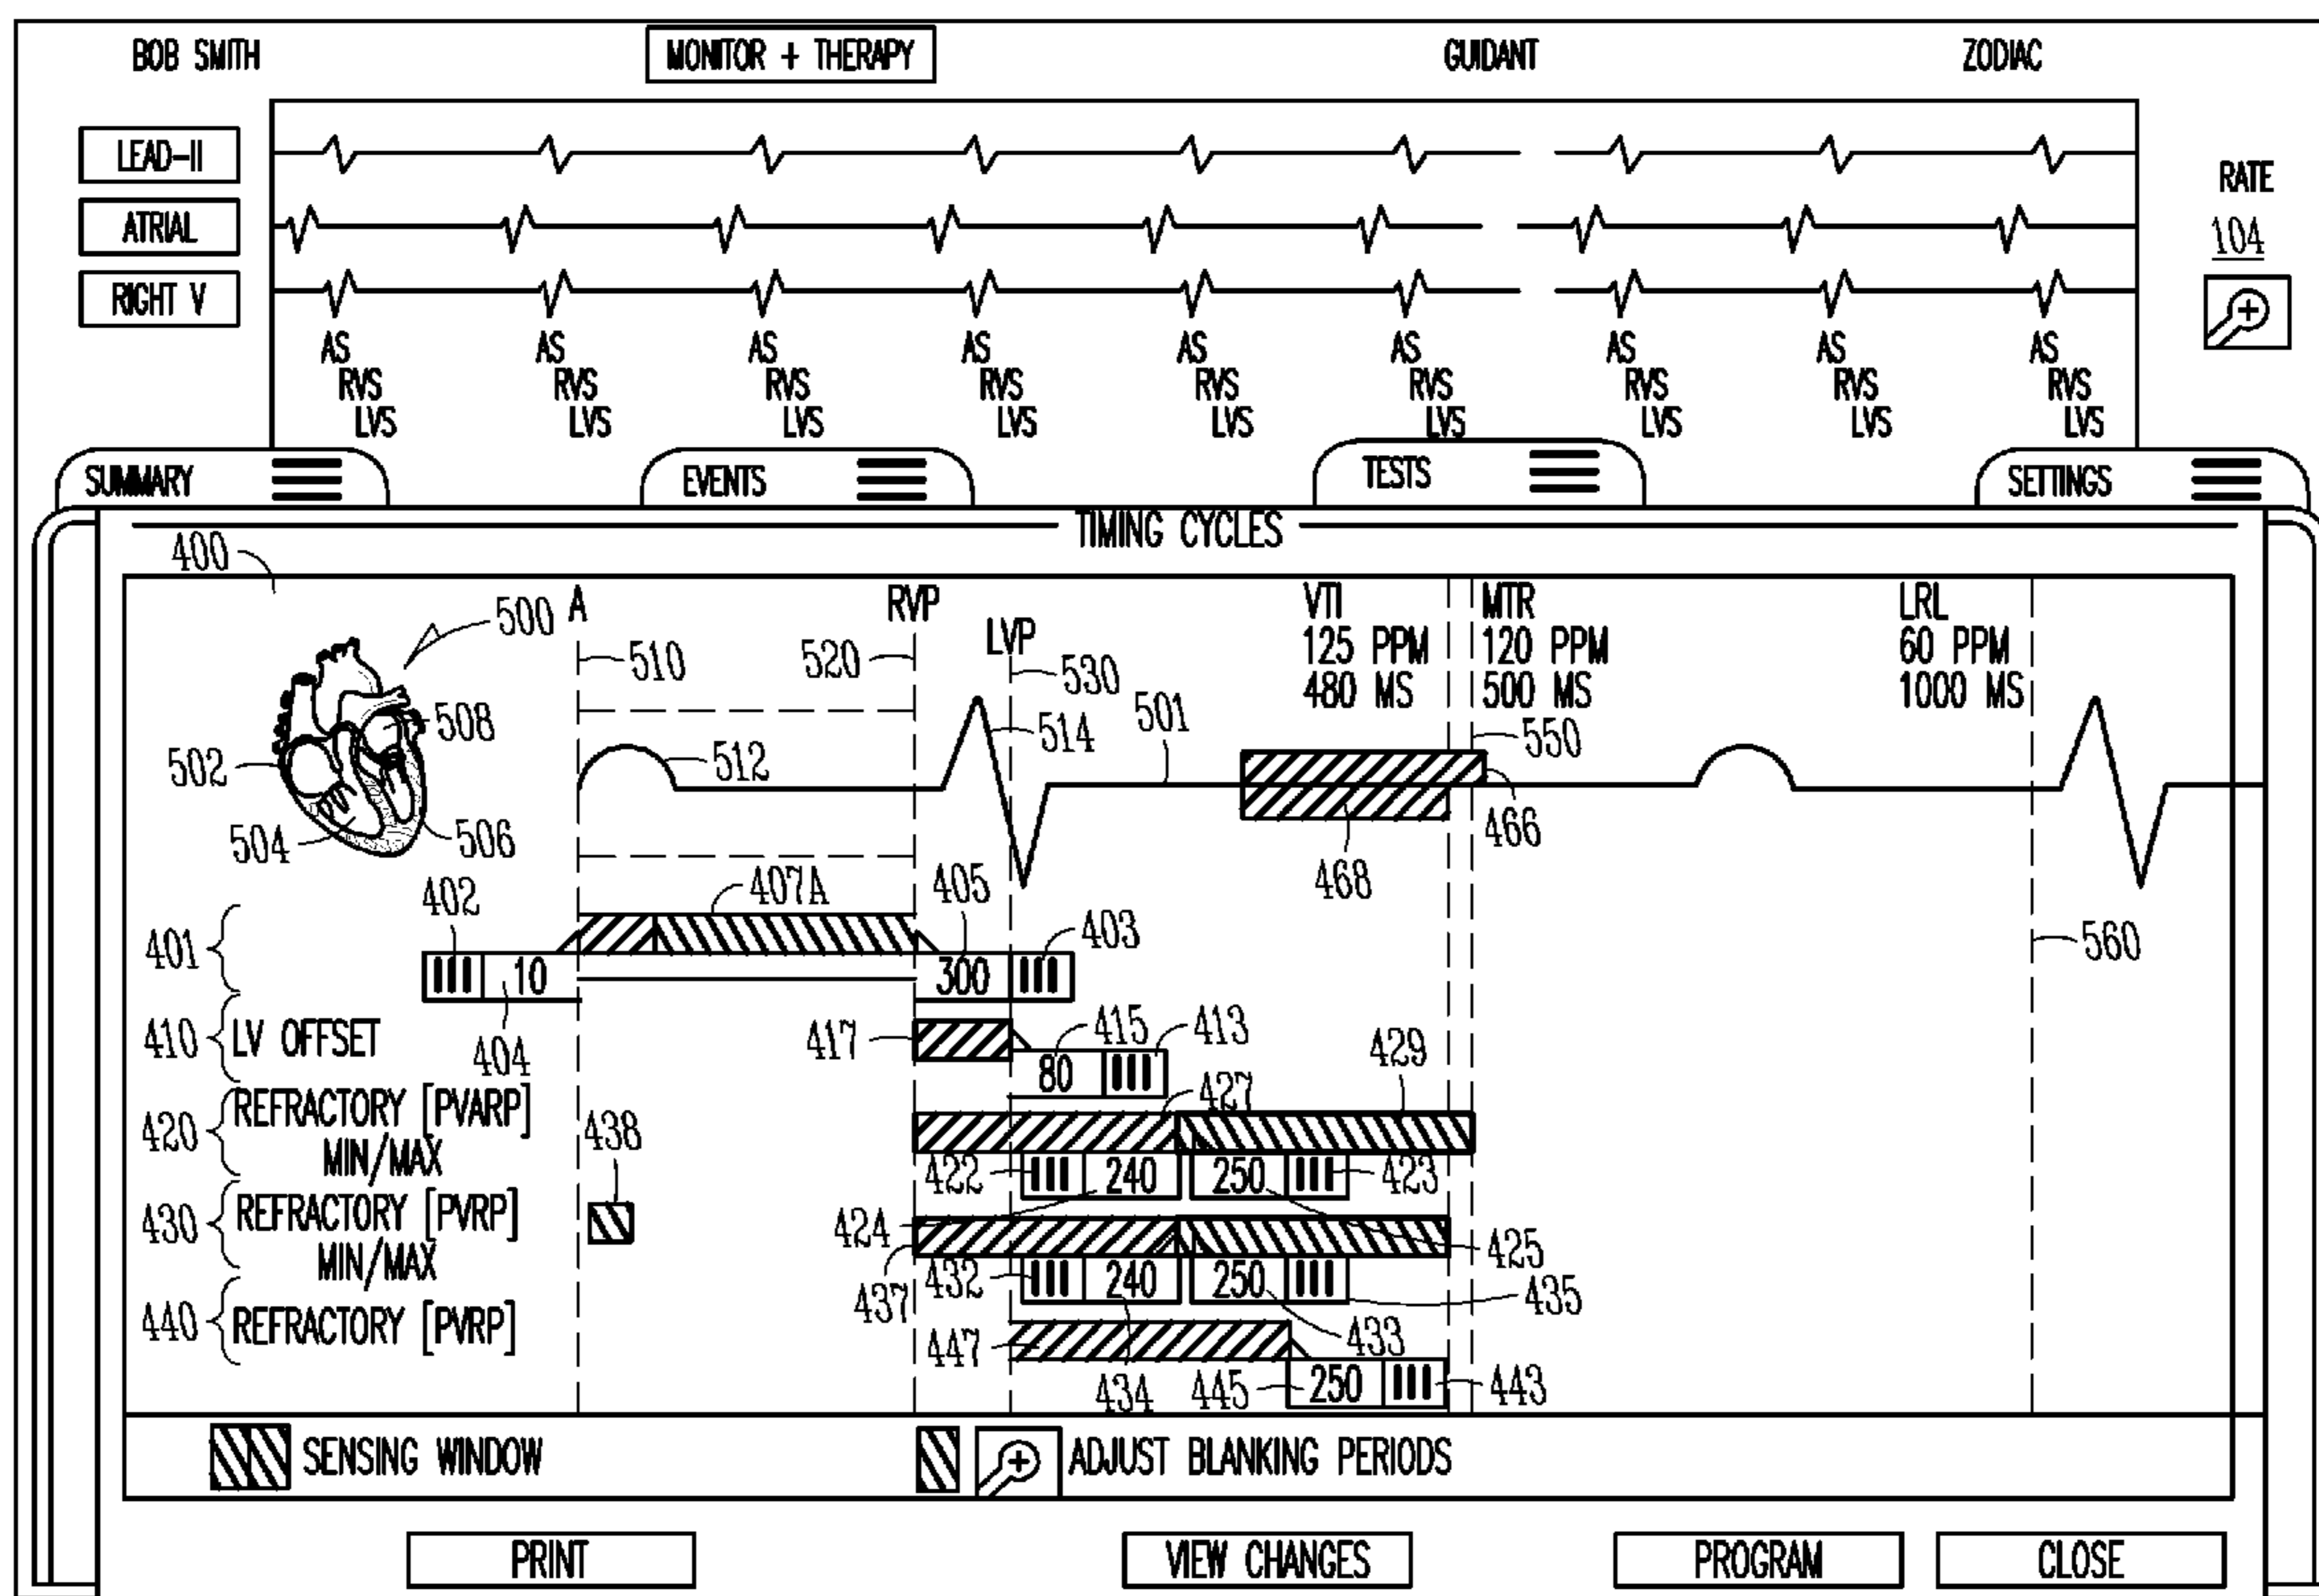 BOB SMITH
MONITOR + THERAPY
GUIDANT
ZODIAC
LEAD-II
ATRIAL
RIGHT V
RATE
104
AS AS AS AS AS AS AS AS AS
RVS RVS RVS RVS RVS RVS RVS RVS RVS
LVS LVS LVS LVS LVS LVS LVS LVS LVS
SUMMARY
EVENTS
TESTS
SETTINGS
TIMING CYCLES
400
500
A
RVP
LVP
VTI
125 PPM
480 MS
MTR
120 PPM
500 MS
LRL
60 PPM
1000 MS
510
520
530
508
502
512
514
501
550
504
506
466
468
402
407A
405
403
401
10
300
560
410
LV OFFSET
404
417
415
413
80
429
427
420
REFRACTORY [PVARP]
MIN/MAX
438
422
240
250
423
430
REFRACTORY [PVRP]
MIN/MAX
424
425
437
432
240
250
435
440
REFRACTORY [PVRP]
447
433
434
445
250
443
SENSING WINDOW
ADJUST BLANKING PERIODS
PRINT
VIEW CHANGES
PROGRAM
CLOSE